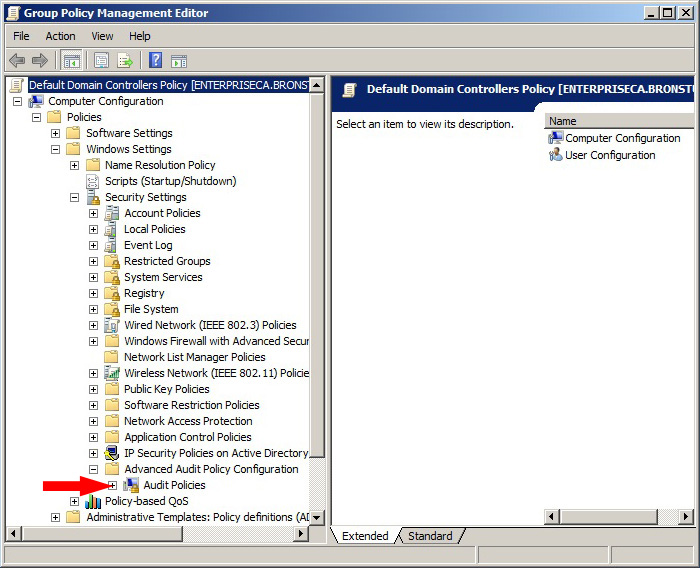 Group Policy Management Editor
File Action View Help
Default Domain Controllers Policy [ENTERPRISECA.BRONST
Computer Configuration
Policies
Software Settings
Windows Settings
Name Resolution Policy
Scripts (Startup/Shutdown)
Security Settings
Account Policies
Local Policies
Event Log
Restricted Groups
System Services
Registry
File System
Wired Network (IEEE 802.3) Policies
Windows Firewall with Advanced Secur
Network List Manager Policies
Wireless Network (IEEE 802.11) Policie
Public Key Policies
Software Restriction Policies
Network Access Protection
Application Control Policies
IP Security Policies on Active Directory
Advanced Audit Policy Configuration
Audit Policies
Policy-based QoS
Administrative Templates: Policy definitions (AD
Default Domain Controllers Policy [ENTERPRISECA.BRONSTU
Select an item to view its description.
Name
Computer Configuration
User Configuration
Extended Standard